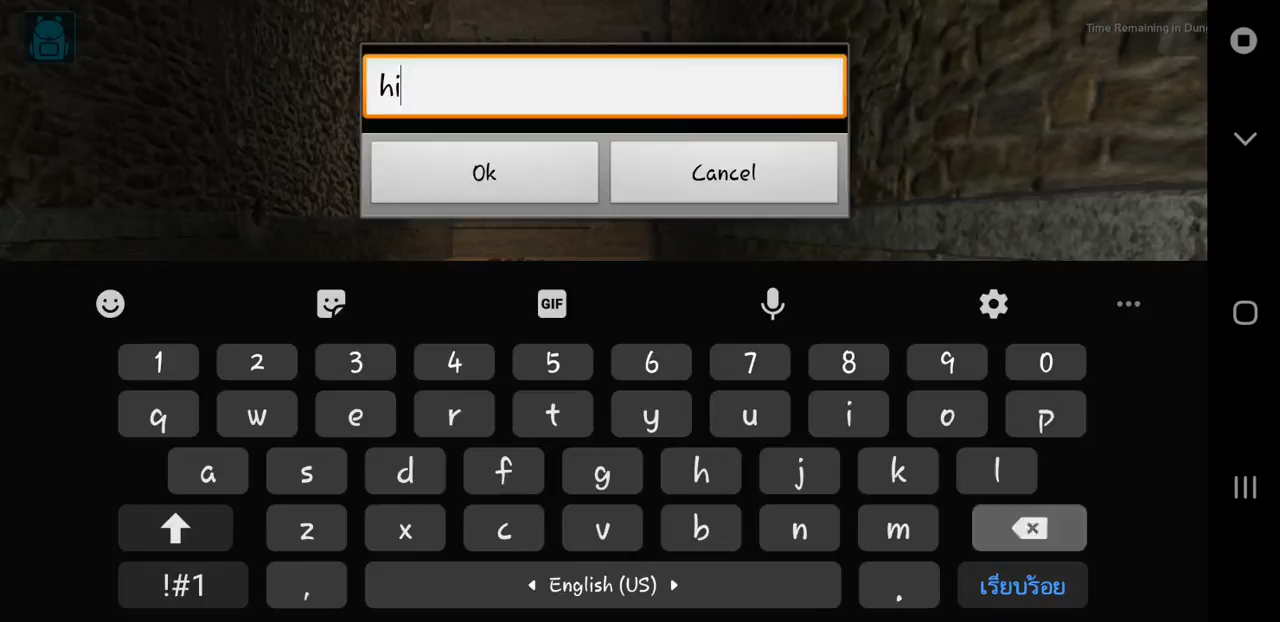 Time Remaining in Dun
hi
Ok
Cancel
GIF
1 2 3 4 5 6 7 8 9 0
q w e r t y u i o p
a s d f g h j k l
z x c v b n m
!#1 , English (US) . เรียบร้อย